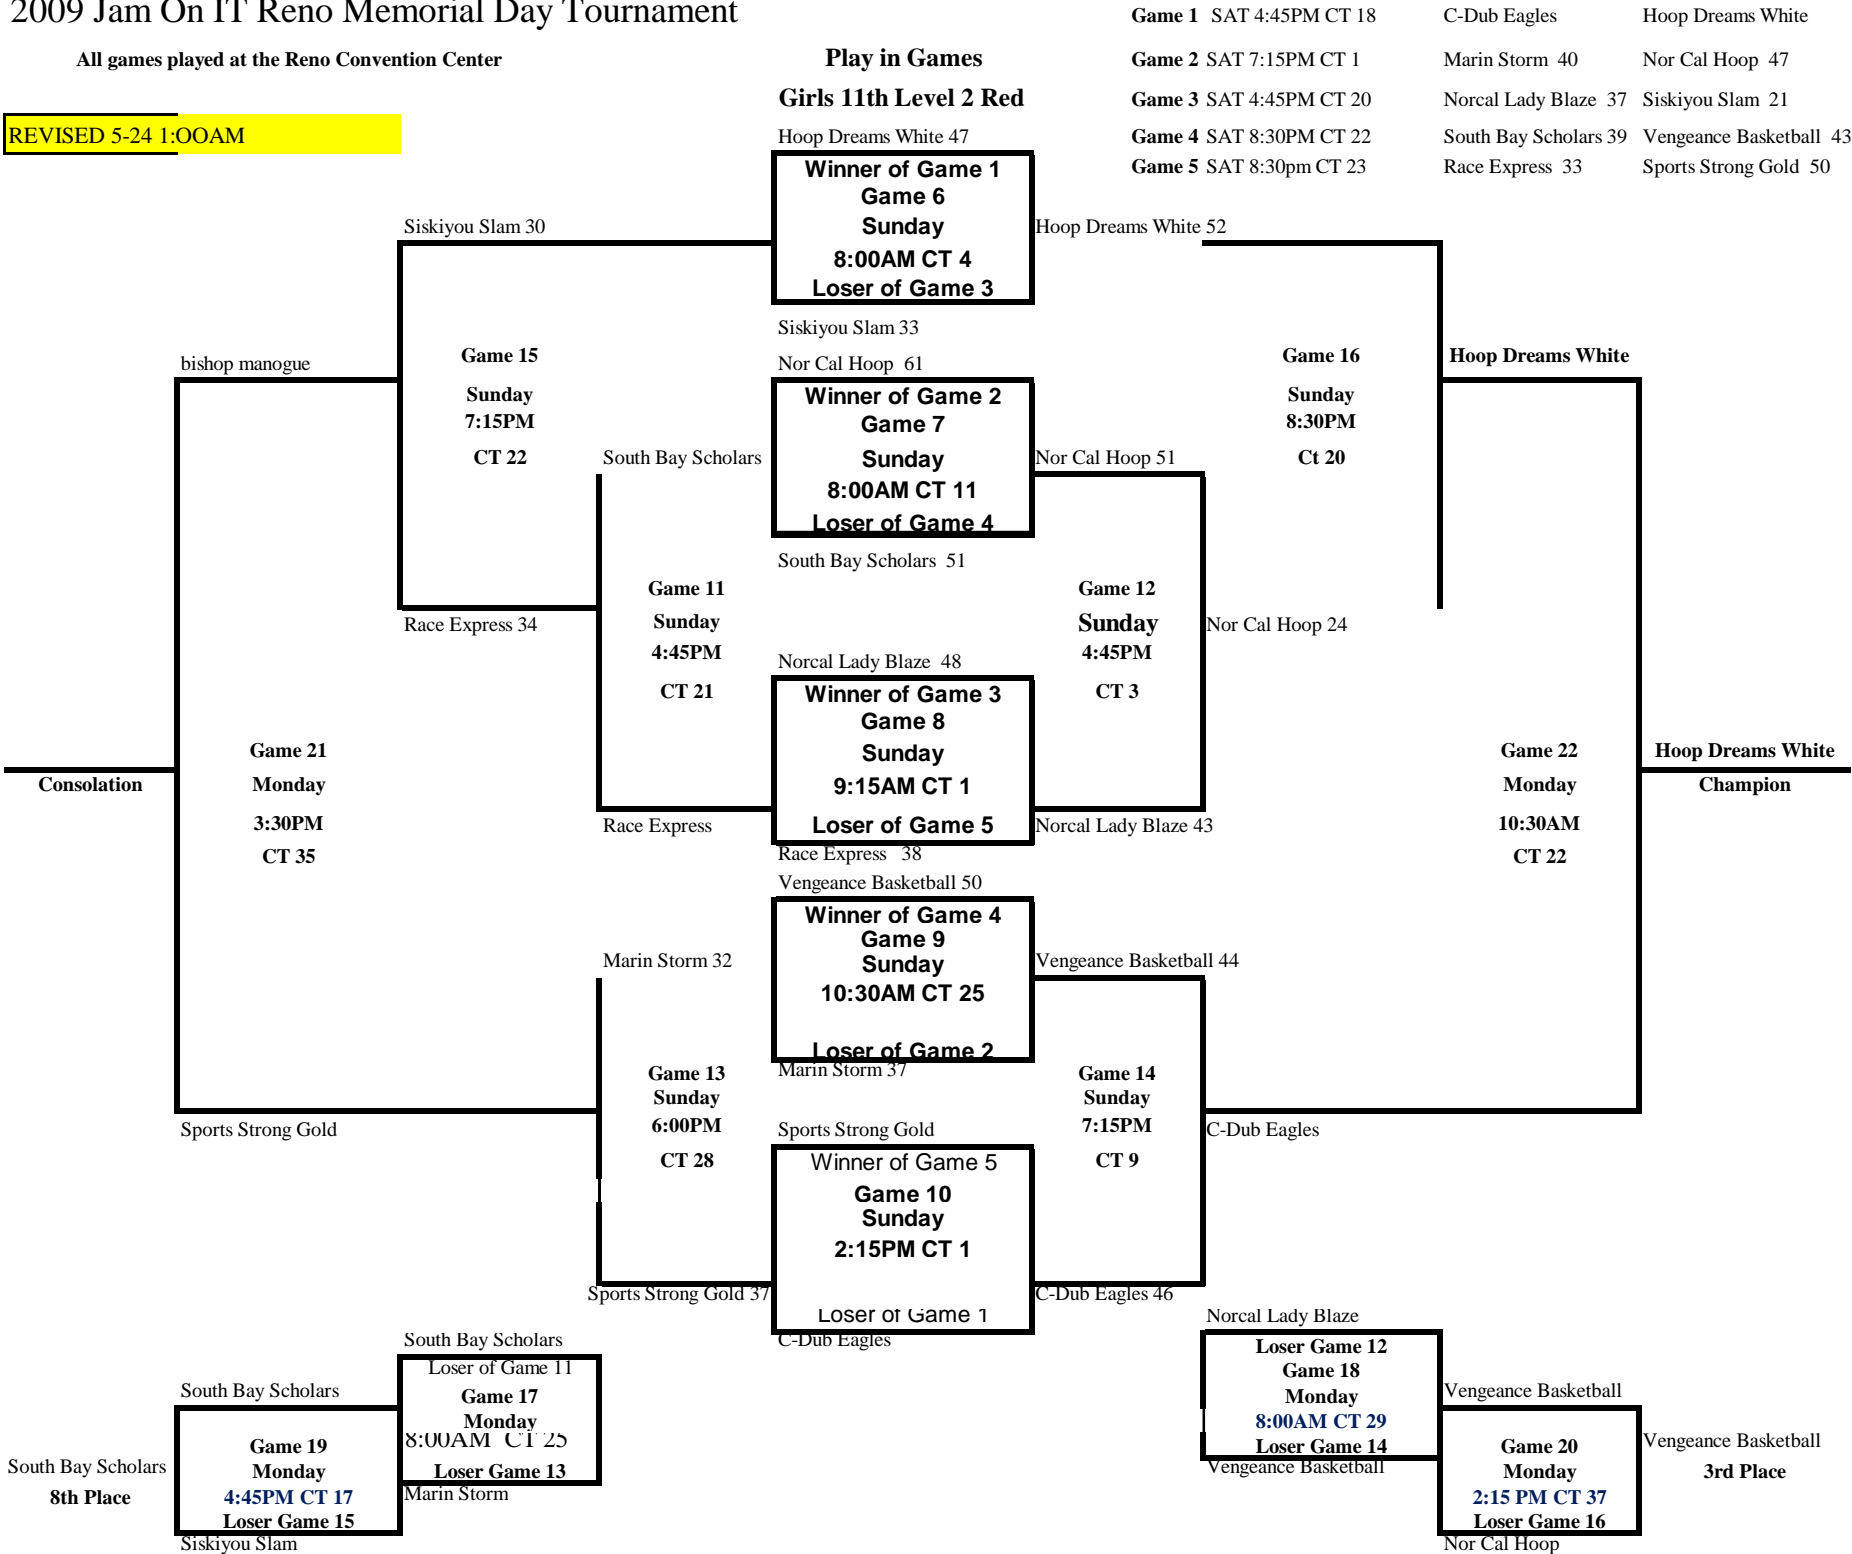 2009 Jam On IT Reno Memorial Day Tournament
Game 1 SAT 4:45PM CT 18 C-Dub Eagles Hoop Dreams White
All games played at the Reno Convention Center Play in Games Game 2 SAT 7:15PM CT 1 Marin Storm 40 Nor Cal Hoop 47
Girls 11th Level 2 Red Game 3 SAT 4:45PM CT 20 Norcal Lady Blaze 37 Siskiyou Slam 21
REVISED 5-24 1:OOAM Hoop Dreams White 47 Game 4 SAT 8:30PM CT 22 South Bay Scholars 39 Vengeance Basketball 43
Winner of Game 1 Game 5 SAT 8:30pm CT 23 Race Express 33 Sports Strong Gold 50
Game 6
Siskiyou Slam 30 Sunday Hoop Dreams White 52
8:00AM CT 4
Loser of Game 3
Siskiyou Slam 33
bishop manogue Game 15 Nor Cal Hoop 61 Game 16 Hoop Dreams White
Sunday Winner of Game 2 Sunday
7:15PM Game 7 8:30PM
CT 22 South Bay Scholars Sunday Nor Cal Hoop 51 Ct 20
8:00AM CT 11
Loser of Game 4
South Bay Scholars 51
Game 11 Game 12
Race Express 34 Sunday Sunday Nor Cal Hoop 24
4:45PM Norcal Lady Blaze 48 4:45PM
CT 21 Winner of Game 3 CT 3
Game 8
Game 21 Sunday Game 22 Hoop Dreams White
Consolation Monday 9:15AM CT 1 Monday Champion
3:30PM Race Express Loser of Game 5 Norcal Lady Blaze 43 10:30AM
CT 35 Race Express 38 CT 22
Vengeance Basketball 50
Winner of Game 4
Game 9
Marin Storm 32 Sunday Vengeance Basketball 44
10:30AM CT 25
Loser of Game 2
Game 13 Marin Storm 37 Game 14
Sunday Sunday
Sports Strong Gold 6:00PM Sports Strong Gold 7:15PM C-Dub Eagles
CT 28 Winner of Game 5 CT 9
Game 10
Sunday
2:15PM CT 1
Sports Strong Gold 37 C-Dub Eagles 46
Loser of Game 1 Norcal Lady Blaze
South Bay Scholars C-Dub Eagles Loser Game 12
Loser of Game 11 Game 18
South Bay Scholars Game 17 Monday Vengeance Basketball
Monday 8:00AM CT 29
Game 19 8:00AM CT 25 Loser Game 14 Game 20 Vengeance Basketball
South Bay Scholars Monday Loser Game 13 Vengeance Basketball Monday 3rd Place
8th Place 4:45PM CT 17 Marin Storm 2:15 PM CT 37
Loser Game 15 Loser Game 16
Siskiyou Slam Nor Cal Hoop